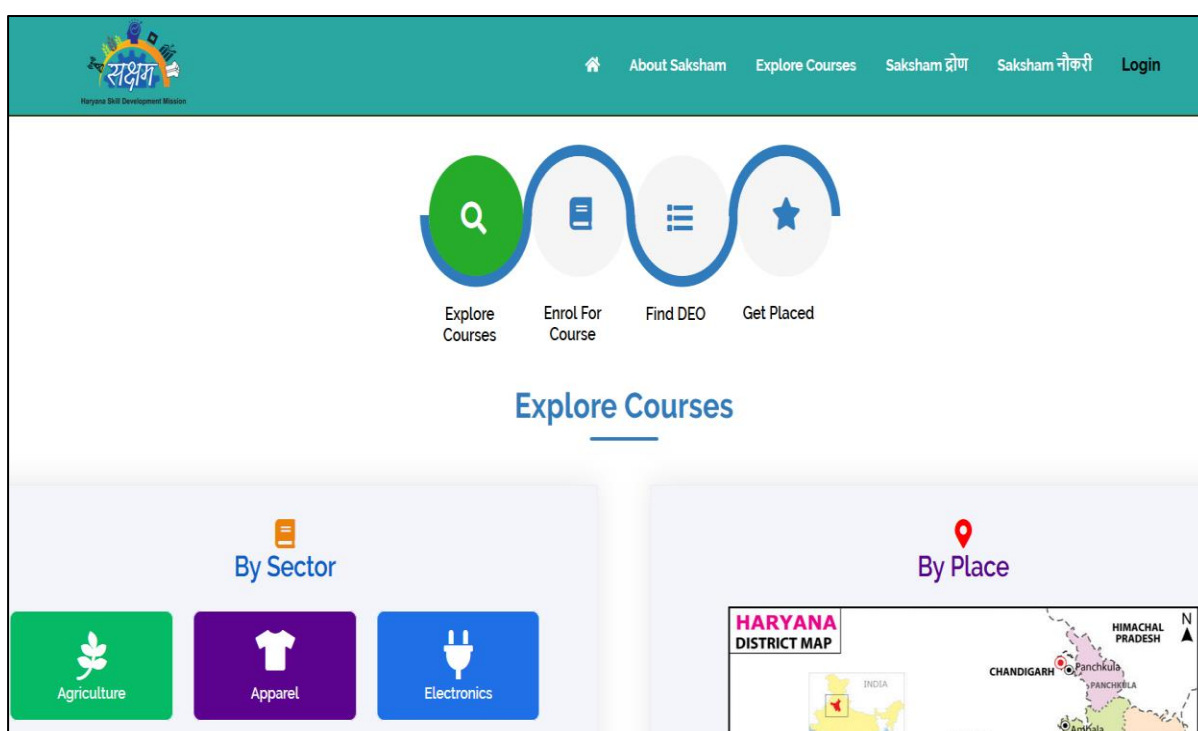 सक्षम
Haryana Skill Development Mission
About Saksham Explore Courses Saksham द्रोण Saksham नौकरी Login
Explore
Courses
Enrol For
Course
Find DEO
Get Placed
Explore Courses
By Sector
Agriculture
Apparel
Electronics
By Place
HARYANA
DISTRICT MAP
INDIA
HIMACHAL
PRADESH
N
CHANDIGARH
Panchkula
PANCHKULA
Ambala